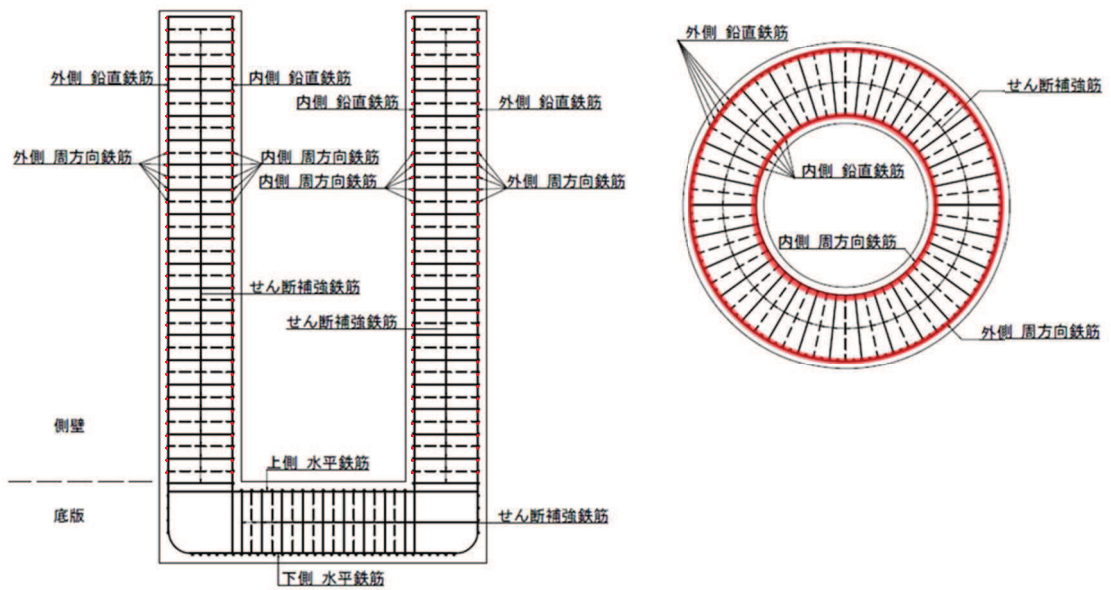 外側 鉛直鉄筋
内側 鉛直鉄筋
内側 鉛直鉄筋
外側 鉛直鉄筋
外側 周方向鉄筋
内側 周方向鉄筋
内側 周方向鉄筋
外側 周方向鉄筋
せん断補強鉄筋
せん断補強鉄筋
側壁
上側 水平鉄筋
底版
せん断補強鉄筋
下側 水平鉄筋
外側 鉛直鉄筋
せん断補強筋
内側 鉛直鉄筋
内側 周方向鉄筋
外側 周方向鉄筋